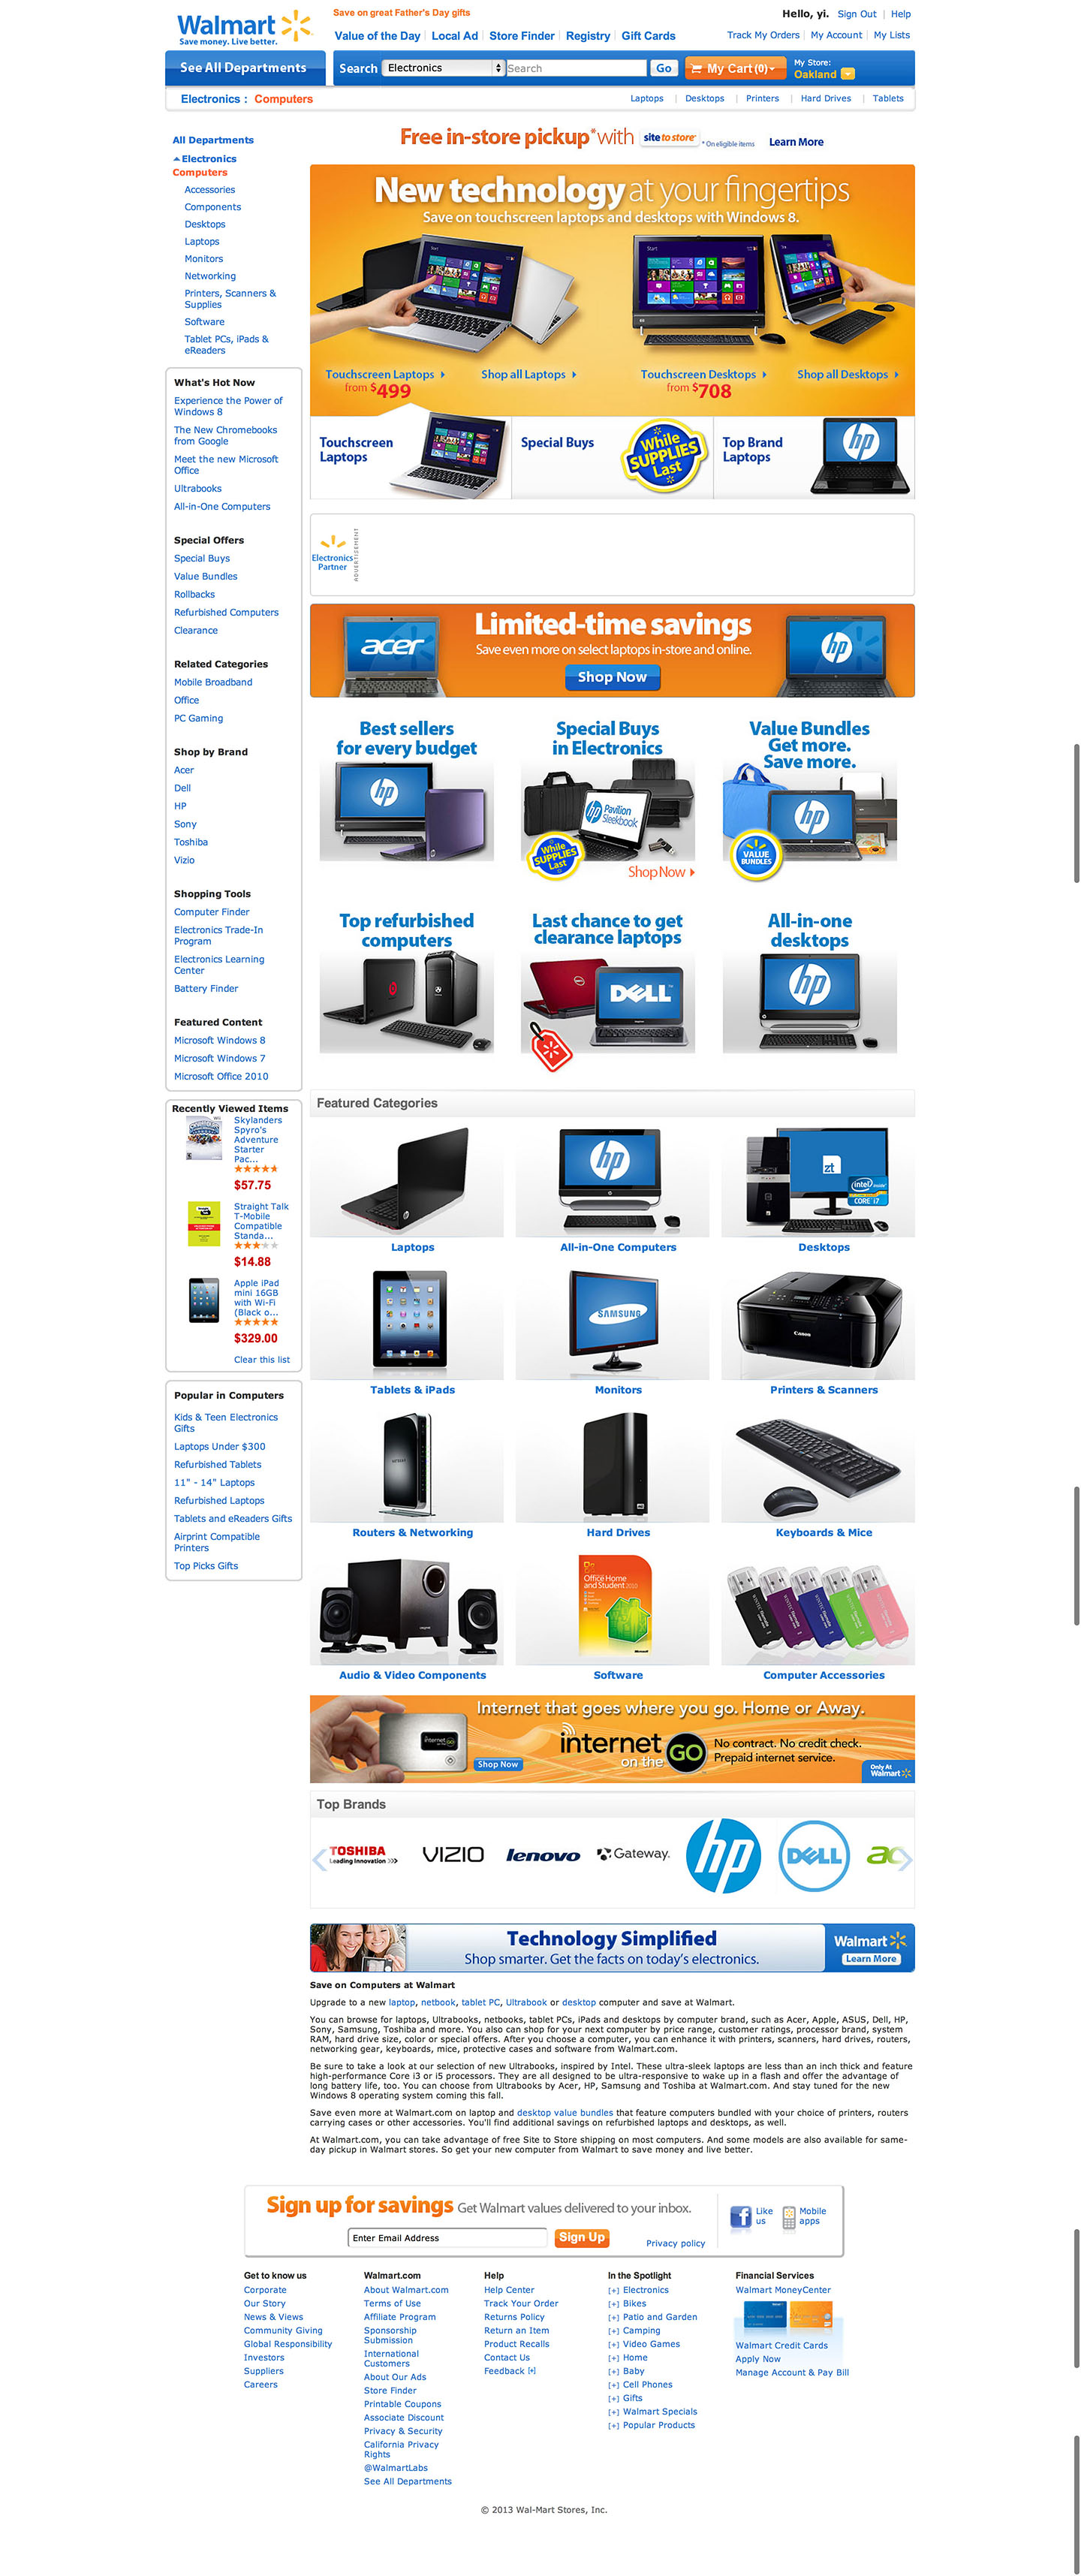 Walmart
Save money. Live better.
Save on great Father's Day gifts
Value of the Day
Local Ad
Store Finder
Registry
Gift Cards
Hello, yi.
Sign Out
Help
Track My Orders
My Account
My Lists
See All Departments
Search
Electronics
Search
Go
My Cart (0)
My Store:
Oakland
Electronics : Computers
Laptops
Desktops
Printers
Hard Drives
Tablets
All Departments
Electronics
Computers
Accessories
Components
Desktops
Laptops
Monitors
Networking
Printers, Scanners &
Supplies
Software
Tablet PCs, iPads &
eReaders
What's Hot Now
Experience the Power of
Windows 8
The New Chromebooks
from Google
Meet the new Microsoft
Office
Ultrabooks
All-in-One Computers
Special Offers
Special Buys
Value Bundles
Rollbacks
Refurbished Computers
Clearance
Related Categories
Mobile Broadband
Office
PC Gaming
Shop by Brand
Acer
Dell
HP
Sony
Toshiba
Vizio
Shopping Tools
Computer Finder
Electronics Trade-In
Program
Electronics Learning
Center
Battery Finder
Featured Content
Microsoft Windows 8
Microsoft Windows 7
Microsoft Office 2010
Recently Viewed Items
Skylanders
Spyro's
Adventure
Starter
Pac...
$57.75
Straight Talk
T-Mobile
Compatible
Standa...
$14.88
Apple iPad
mini 16GB
with Wi-Fi
(Black o...
$329.00
Clear this list
Popular in Computers
Kids & Teen Electronics
Gifts
Laptops Under $300
Refurbished Tablets
11" - 14" Laptops
Refurbished Laptops
Tablets and eReaders Gifts
Airprint Compatible
Printers
Top Picks Gifts
Free in-store pickup* with site to store
* On eligible items
Learn More
New technology at your fingertips
Save on touchscreen laptops and desktops with Windows 8.
Start
Start
Touchscreen Laptops
from $499
Shop all Laptops
Touchscreen Desktops
from $708
Shop all Desktops
Touchscreen
Laptops
Special Buys
While
SUPPLIES
Last
Top Brand
Laptops
hp
Electronics
Partner
ADVERTISEMENT
acer
Limited-time savings
Save even more on select laptops in-store and online.
Shop Now
hp
Best sellers
for every budget
hp
Special Buys
in Electronics
hp Pavilion
Sleekbook
While
SUPPLIES
Last
Shop Now
Value Bundles
Get more.
Save more.
hp
VALUE
BUNDLES
Top refurbished
computers
Last chance to get
clearance laptops
DELL
All-in-one
desktops
hp
Featured Categories
hp
zt
intel inside
CORE i7
Laptops
All-in-One Computers
Desktops
SAMSUNG
Canon
Tablets & iPads
Monitors
Printers & Scanners
Routers & Networking
Hard Drives
Keyboards & Mice
Office Home
and Student 2010
Audio & Video Components
Software
Computer Accessories
Internet that goes where you go. Home or Away.
internet
on the GO
Shop Now
No contract. No credit check.
Prepaid internet service.
Only At
Walmart
Top Brands
TOSHIBA
Leading Innovation >>>
VIZIO
lenovo
Gateway
hp
DELL
ac
Technology Simplified
Shop smarter. Get the facts on today's electronics.
Walmart
Learn More
Save on Computers at Walmart
Upgrade to a new laptop, netbook, tablet PC, Ultrabook or desktop computer and save at Walmart.
You can browse for laptops, Ultrabooks, netbooks, tablet PCs, iPads and desktops by computer brand, such as Acer, Apple, ASUS, Dell, HP,
Sony, Samsung, Toshiba and more. You also can shop for your next computer by price range, customer ratings, processor brand, system
RAM, hard drive size, color or special offers. After you choose a computer, you can enhance it with printers, scanners, hard drives, routers,
networking gear, keyboards, mice, protective cases and software from Walmart.com.
Be sure to take a look at our selection of new Ultrabooks, inspired by Intel. These ultra-sleek laptops are less than an inch thick and feature
high-performance Core i3 or i5 processors. They are all designed to be ultra-responsive to wake up in a flash and offer the advantage of
long battery life, too. You can choose from Ultrabooks by Acer, HP, Samsung and Toshiba at Walmart.com. And stay tuned for the new
Windows 8 operating system coming this fall.
Save even more at Walmart.com on laptop and desktop value bundles that feature computers bundled with your choice of printers, routers
carrying cases or other accessories. You'll find additional savings on refurbished laptops and desktops, as well.
At Walmart.com, you can take advantage of free Site to Store shipping on most computers. And some models are also available for same-
day pickup in Walmart stores. So get your new computer from Walmart to save money and live better.
Sign up for savings Get Walmart values delivered to your inbox.
Enter Email Address
Sign Up
Privacy policy
Like
us
Mobile
apps
Get to know us
Corporate
Our Story
News & Views
Community Giving
Global Responsibility
Investors
Suppliers
Careers
Walmart.com
About Walmart.com
Terms of Use
Affiliate Program
Sponsorship
Submission
International
Customers
About Our Ads
Store Finder
Printable Coupons
Associate Discount
Privacy & Security
California Privacy
Rights
@WalmartLabs
See All Departments
Help
Help Center
Track Your Order
Returns Policy
Return an Item
Product Recalls
Contact Us
Feedback [+]
In the Spotlight
[+] Electronics
[+] Bikes
[+] Patio and Garden
[+] Camping
[+] Video Games
[+] Home
[+] Baby
[+] Cell Phones
[+] Gifts
[+] Walmart Specials
[+] Popular Products
Financial Services
Walmart MoneyCenter
Walmart Credit Cards
Apply Now
Manage Account & Pay Bill
© 2013 Wal-Mart Stores, Inc.